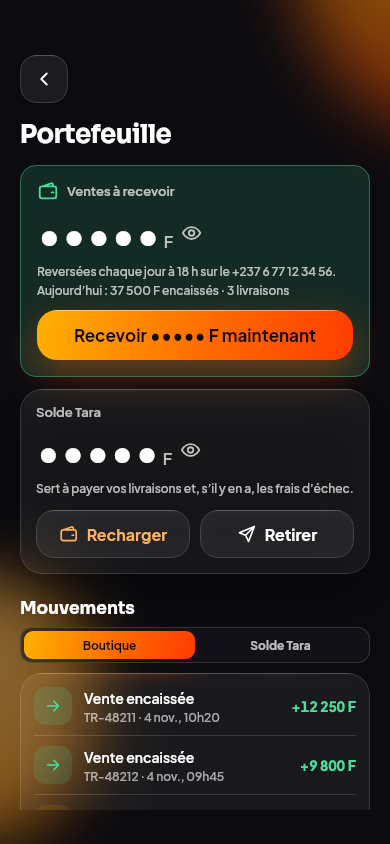 Portefeuille
Ventes à recevoir
●●●●● F
Reversées chaque jour à 18 h sur le +237 6 77 12 34 56.
Aujourd’hui : 37 500 F encaissés · 3 livraisons
Recevoir ●●●●● F maintenant
Solde Tara
●●●●● F
Sert à payer vos livraisons et, s’il y en a, les frais d’échec.
Recharger
Retirer
Mouvements
Boutique
Solde Tara
Vente encaissée
+12 250 F
TR-48211 · 4 nov., 10h20
Vente encaissée
+9 800 F
TR-48212 · 4 nov., 09h45